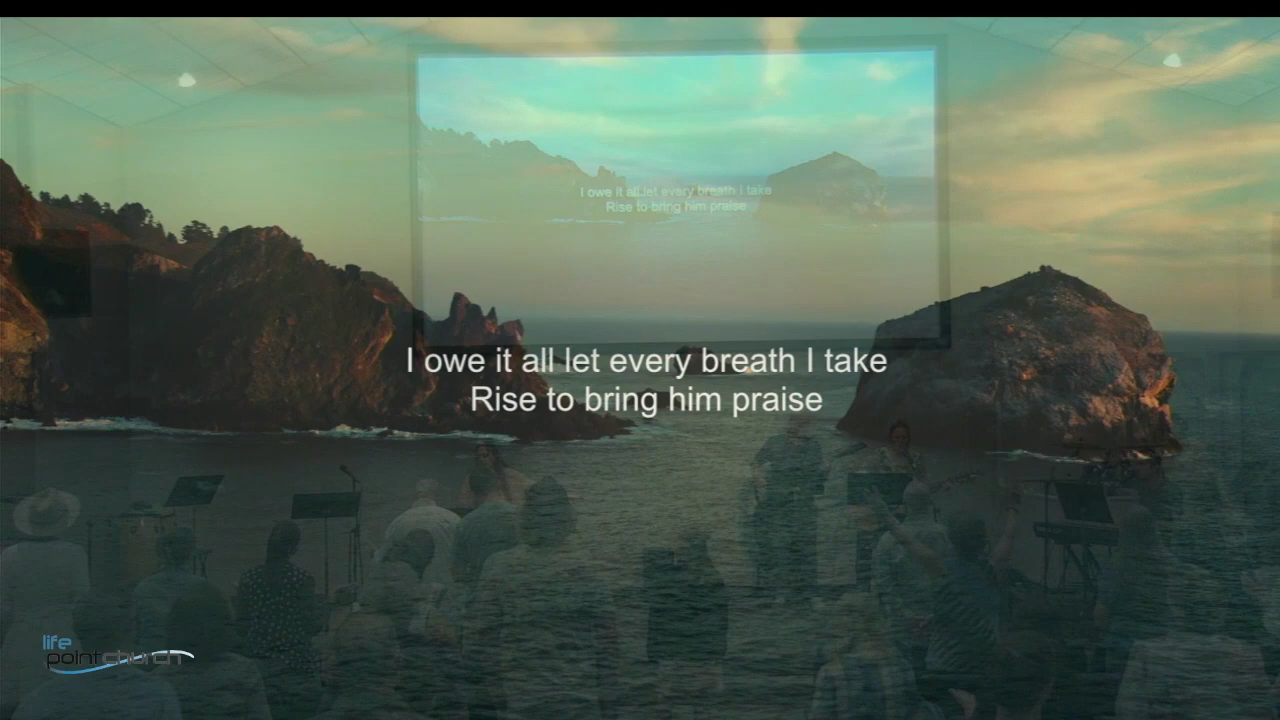 I owe it all let every breath I take
Rise to bring him praise
I owe it all let every breath I take
Rise to bring him praise
life
pointchurch